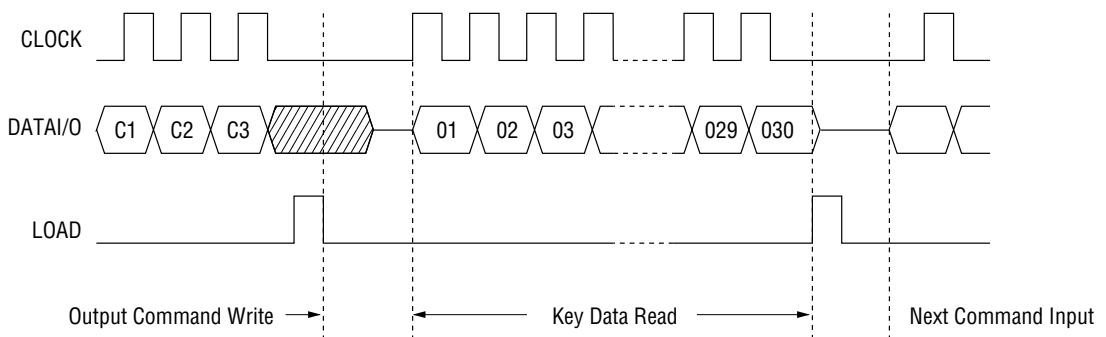 CLOCK
DATAI/O C1 C2 C3 01 02 03 029 030
LOAD
Output Command Write Key Data Read Next Command Input